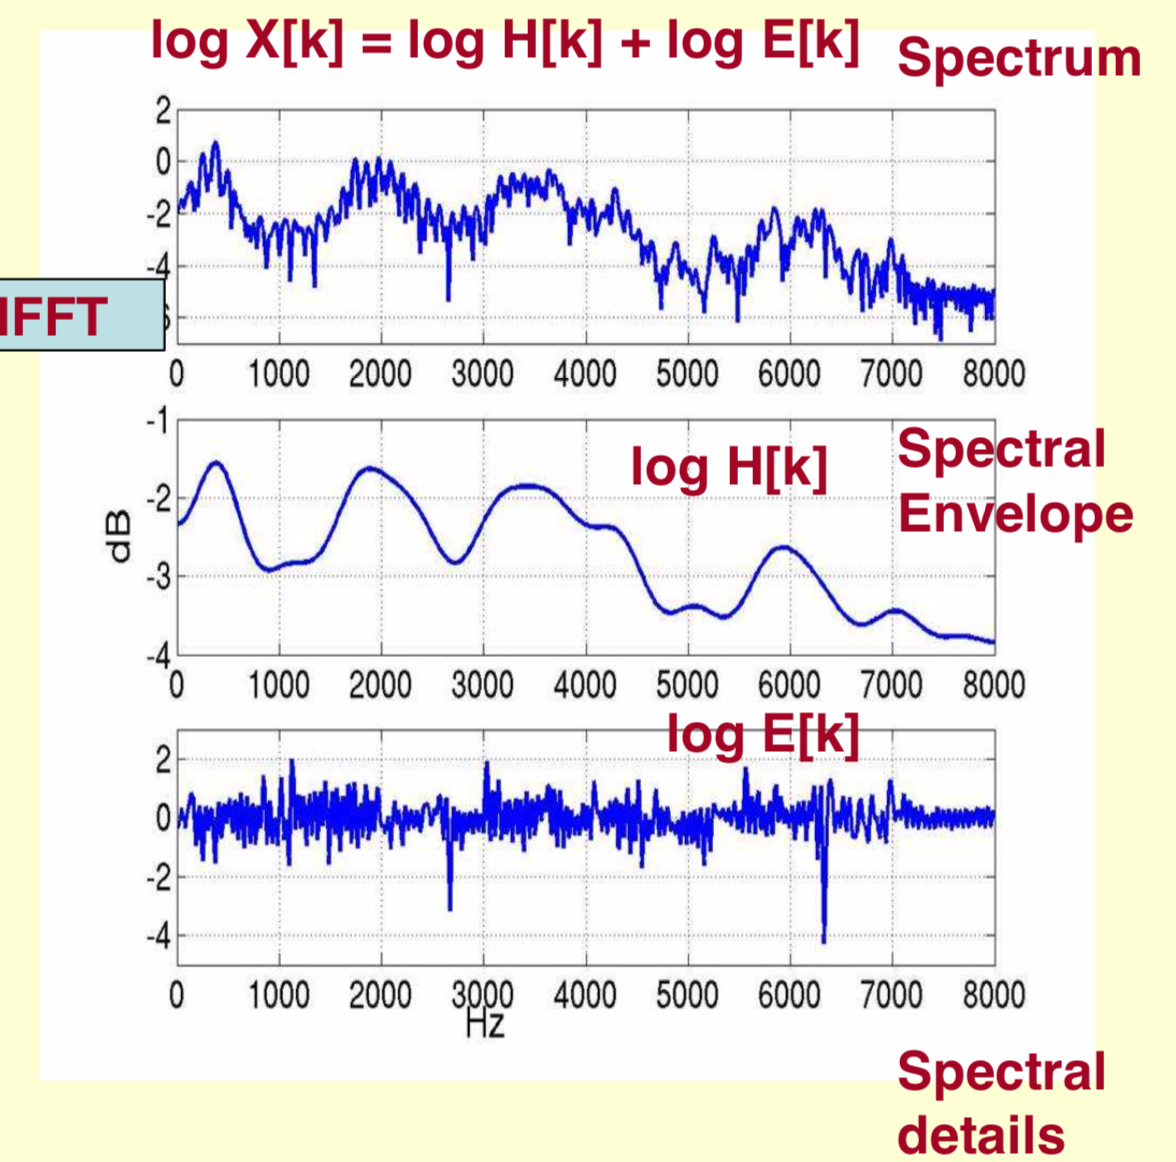 log X[k] = log H[k] + log E[k]
Spectrum
2
0
-2
-4
IFFT
0 1000 2000 3000 4000 5000 6000 7000 8000
-1
log H[k]
Spectral
Envelope
-2
dB
-3
-4
0 1000 2000 3000 4000 5000 6000 7000 8000
log E[k]
2
0
-2
-4
0 1000 2000 3000 4000 5000 6000 7000 8000
Hz
Spectral
details